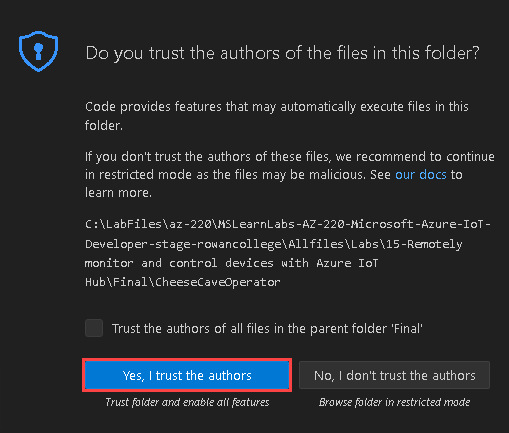 Do you trust the authors of the files in this folder?
Code provides features that may automatically execute files in this
folder.
If you don't trust the authors of these files, we recommend to continue
in restricted mode as the files may be malicious. See our docs to
learn more.
C:\LabFiles\az-220\MSLearnLabs-AZ-220-Microsoft-Azure-IoT-
Developer-stage-rowancollege\Allfiles\Labs\15-Remotely
monitor and control devices with Azure IoT
Hub\Final\CheeseCaveOperator
Trust the authors of all files in the parent folder 'Final'
Yes, I trust the authors No, I don't trust the authors
Trust folder and enable all features Browse folder in restricted mode